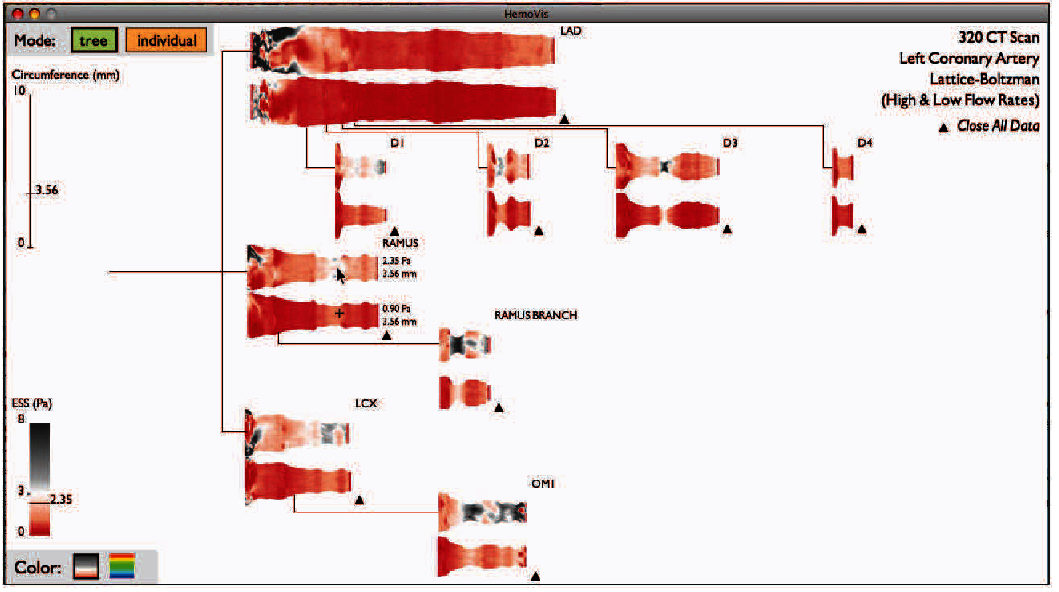 HemoVis
Mode: tree individual
320 CT Scan
Left Coronary Artery
Lattice-Boltzman
(High & Low Flow Rates)
Close All Data
Circumference (mm)
10
3.56
0
LAD
D1
D2
D3
D4
RAMUS
2.35 Pa
3.56 mm
0.90 Pa
3.56 mm
RAMUS BRANCH
LCX
OM1
ESS (Pa)
8
3
2.35
0
Color: